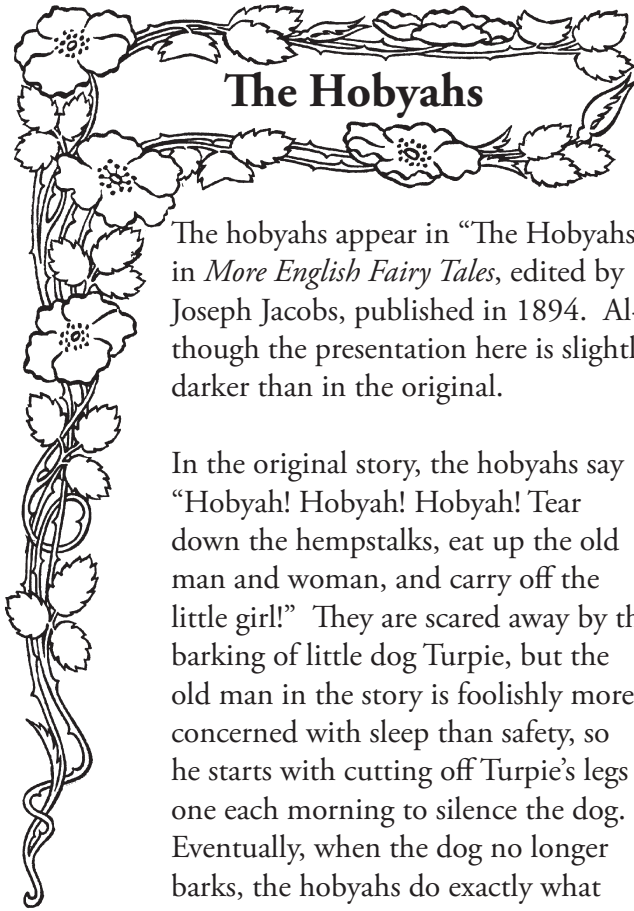 The Hobyahs
The hobyahs appear in “The Hobyahs
in More English Fairy Tales, edited by
Joseph Jacobs, published in 1894.  Al-
though the presentation here is slightl
darker than in the original.
In the original story, the hobyahs say
“Hobyah! Hobyah! Hobyah! Tear
down the hempstalks, eat up the old
man and woman, and carry off the
little girl!”  They are scared away by th
barking of little dog Turpie, but the
old man in the story is foolishly more
concerned with sleep than safety, so
he starts with cutting off Turpie’s legs
one each morning to silence the dog.
Eventually, when the dog no longer
barks, the hobyahs do exactly what